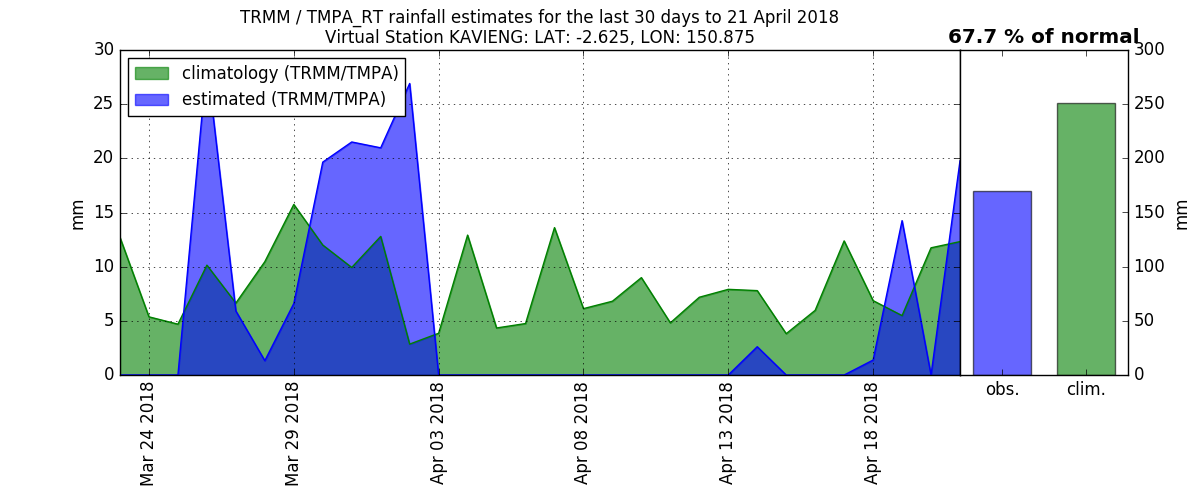 TRMM / TMPA_RT rainfall estimates for the last 30 days to 21 April 2018
Virtual Station KAVIENG: LAT: -2.625, LON: 150.875
67.7 % of normal
climatology (TRMM/TMPA)
estimated (TRMM/TMPA)
30
25
20
15
10
5
0
mm
300
250
200
150
100
50
0
mm
Mar 24 2018
Mar 29 2018
Apr 03 2018
Apr 08 2018
Apr 13 2018
Apr 18 2018
obs.
clim.